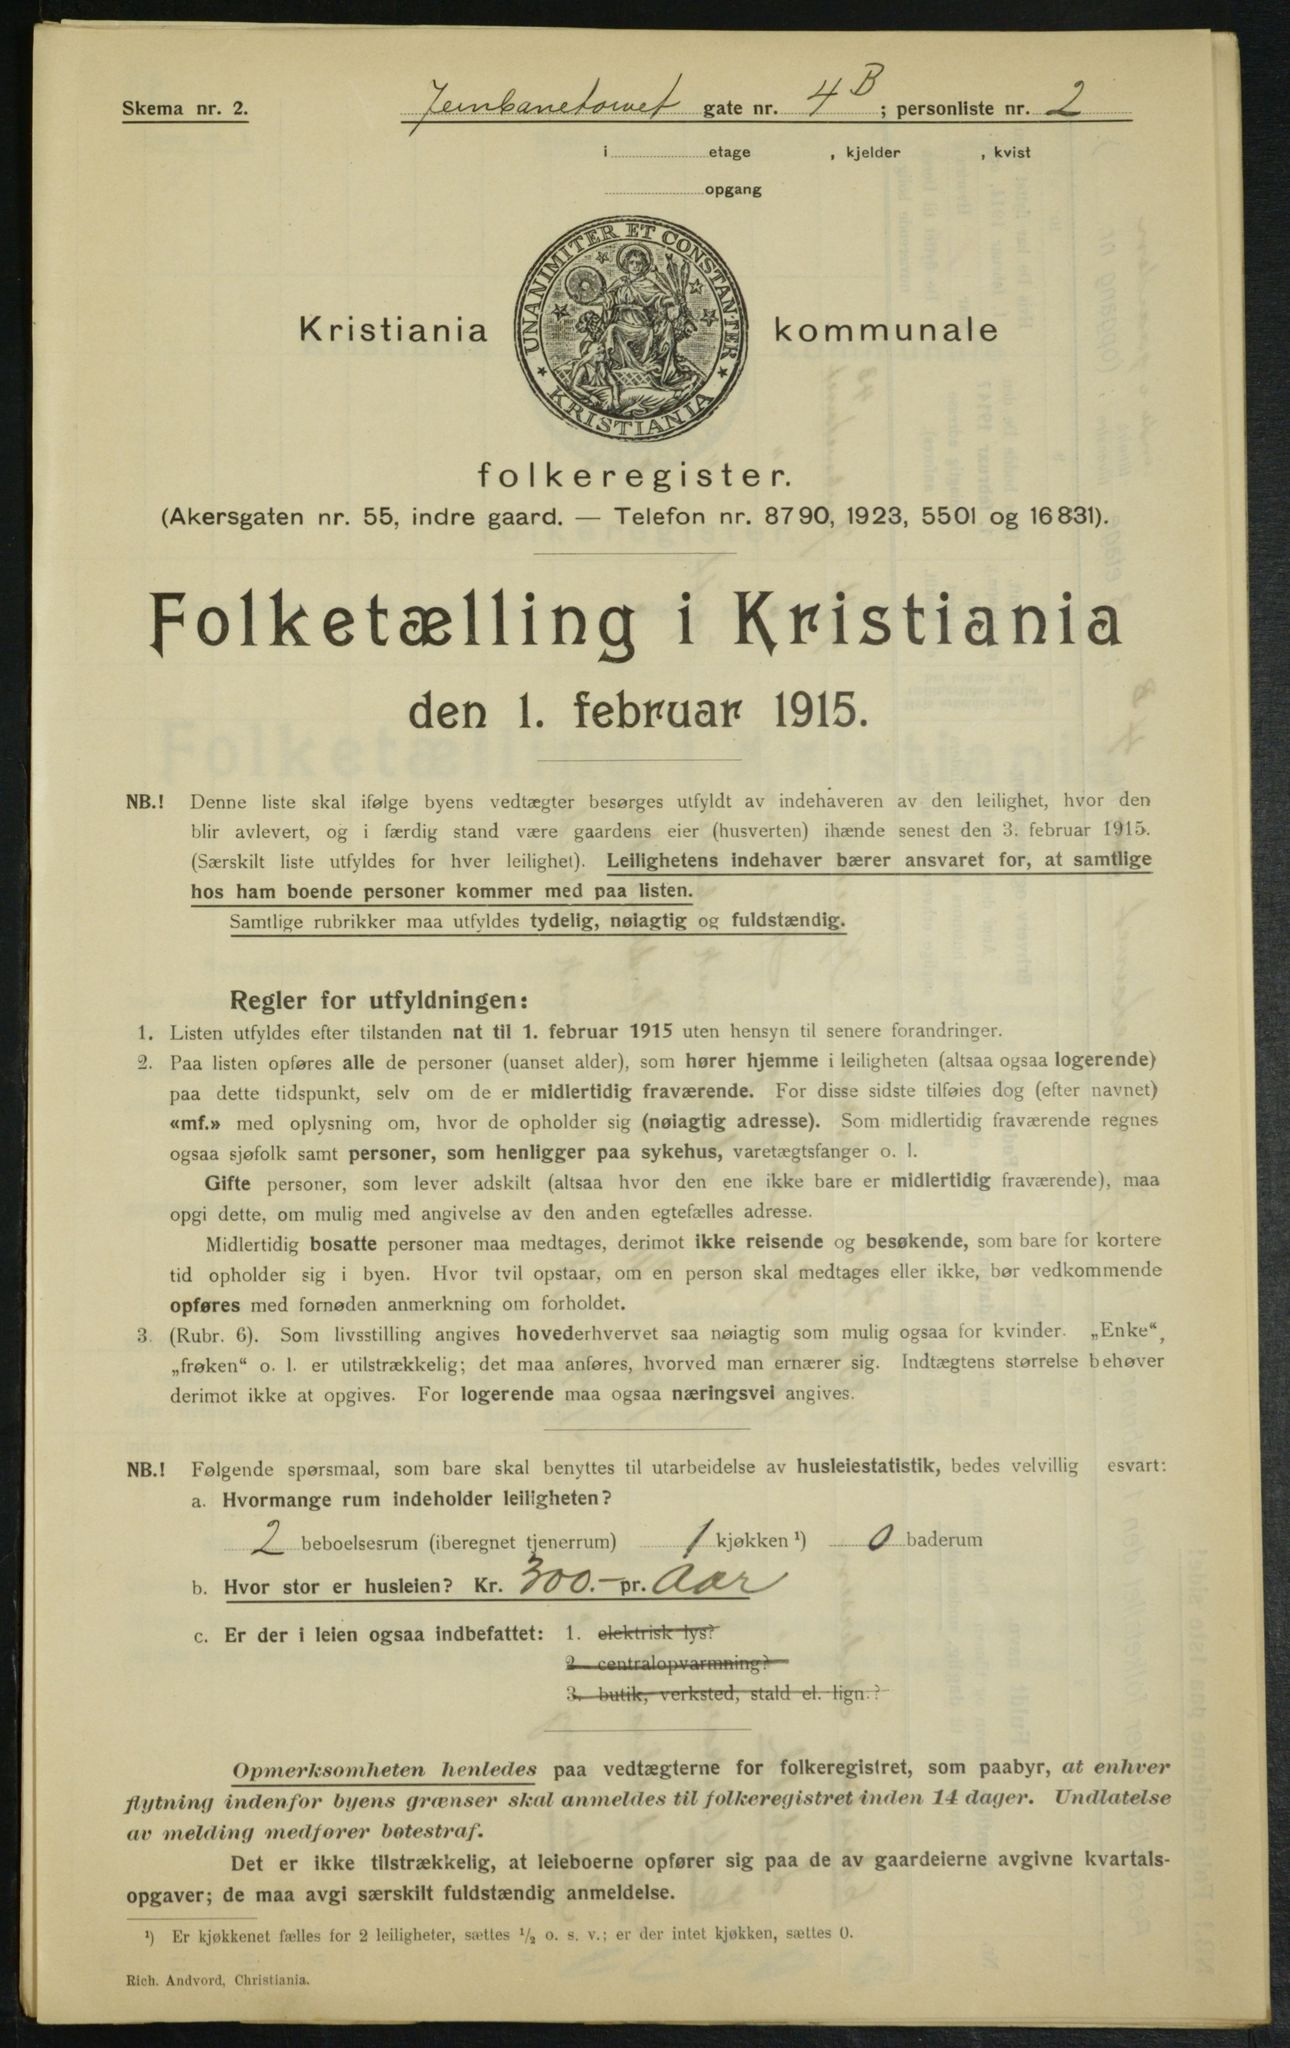 Skema nr. 2.
Jernbanetorvet gate nr. 4B; personliste nr. 2
i etage , kjelder , kvist
opgang
UNANIMITER ET CONSTANTER
KRISTIANIA
Kristiania kommunale
folkeregister.
(Akersgaten nr. 55, indre gaard. — Telefon nr. 8790, 1923, 5501 og 16831).
Folketælling i Kristiania
den 1. februar 1915.
NB.! Denne liste skal ifølge byens vedtægter besørges utfyldt av indehaveren av den leilighet, hvor den
blir avlevert, og i færdig stand være gaardens eier (husverten) ihænde senest den 3. februar 1915.
(Særskilt liste utfyldes for hver leilighet). Leilighetens indehaver bærer ansvaret for, at samtlige
hos ham boende personer kommer med paa listen.
Samtlige rubrikker maa utfyldes tydelig, nøiagtig og fuldstændig.
Regler for utfyldningen:
1. Listen utfyldes efter tilstanden nat til 1. februar 1915 uten hensyn til senere forandringer.
2. Paa listen opføres alle de personer (uanset alder), som hører hjemme i leiligheten (altsaa ogsaa logerende)
paa dette tidspunkt, selv om de er midlertidig fraværende. For disse sidste tilføies dog (efter navnet)
«mf.» med oplysning om, hvor de opholder sig (nøiagtig adresse). Som midlertidig fraværende regnes
ogsaa sjøfolk samt personer, som henligger paa sykehus, varetægtsfanger o. l.
Gifte personer, som lever adskilt (altsaa hvor den ene ikke bare er midlertidig fraværende), maa
opgi dette, om mulig med angivelse av den anden egtefælles adresse.
Midlertidig bosatte personer maa medtages, derimot ikke reisende og besøkende, som bare for kortere
tid opholder sig i byen. Hvor tvil opstaar, om en person skal medtages eller ikke, bør vedkommende
opføres med fornøden anmerkning om forholdet.
3. (Rubr. 6). Som livsstilling angives hovederhvervet saa nøiagtig som mulig ogsaa for kvinder. „Enke“,
„frøken“ o. l. er utilstrækkelig; det maa anføres, hvorved man ernærer sig. Indtægtens størrelse behøver
derimot ikke at opgives. For logerende maa ogsaa næringsvei angives.
NB.! Følgende spørsmaal, som bare skal benyttes til utarbeidelse av husleiestatistik, bedes velvillig esvart:
a. Hvormange rum indeholder leiligheten?
2 beboelsesrum (iberegnet tjenerrum) 1 kjøkken ¹) 0 baderum
b. Hvor stor er husleien? Kr. 300.- pr. Aar
c. Er der i leien ogsaa indbefattet: 1. elektrisk lys?
2. centralopvarmning?
3. butik, verksted, stald el. lign.?
Opmerksomheten henledes paa vedtægterne for folkeregistret, som paabyr, at enhver
flytning indenfor byens grænser skal anmeldes til folkeregistret inden 14 dager. Undlatelse
av melding medfører bøtestraf.
Det er ikke tilstrækkelig, at leieboerne opfører sig paa de av gaardeierne avgivne kvartals-
opgaver; de maa avgi særskilt fuldstændig anmeldelse.
¹) Er kjøkkenet fælles for 2 leiligheter, sættes ½ o. s. v.; er der intet kjøkken, sættes 0.
Rich. Andvord, Christiania.